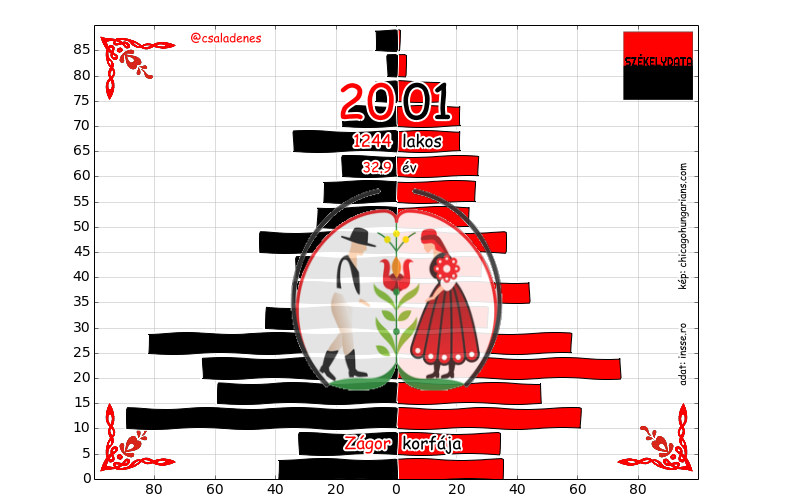 @csaladenes
SZÉKELYDATA
2001
1244 lakos
32.9 év
kép: chicagohungarians.com
adat: insse.ro
Zágor korfája
85
80
75
70
65
60
55
50
45
40
35
30
25
20
15
10
5
0
80 60 40 20 0 20 40 60 80